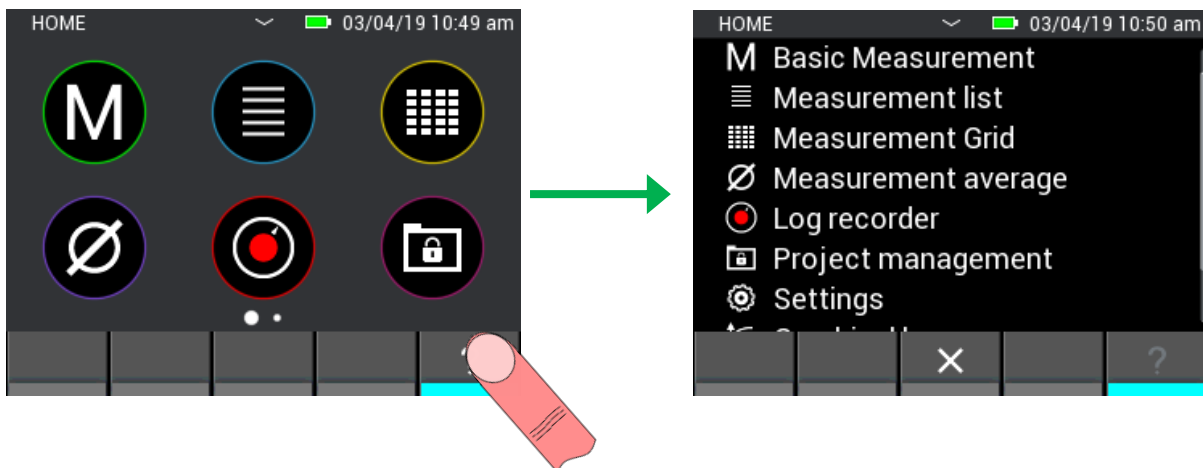 HOME 03/04/19 10:49 am
M
HOME 03/04/19 10:50 am
M Basic Measurement
Measurement list
Measurement Grid
Ø Measurement average
Log recorder
Project management
Settings
?